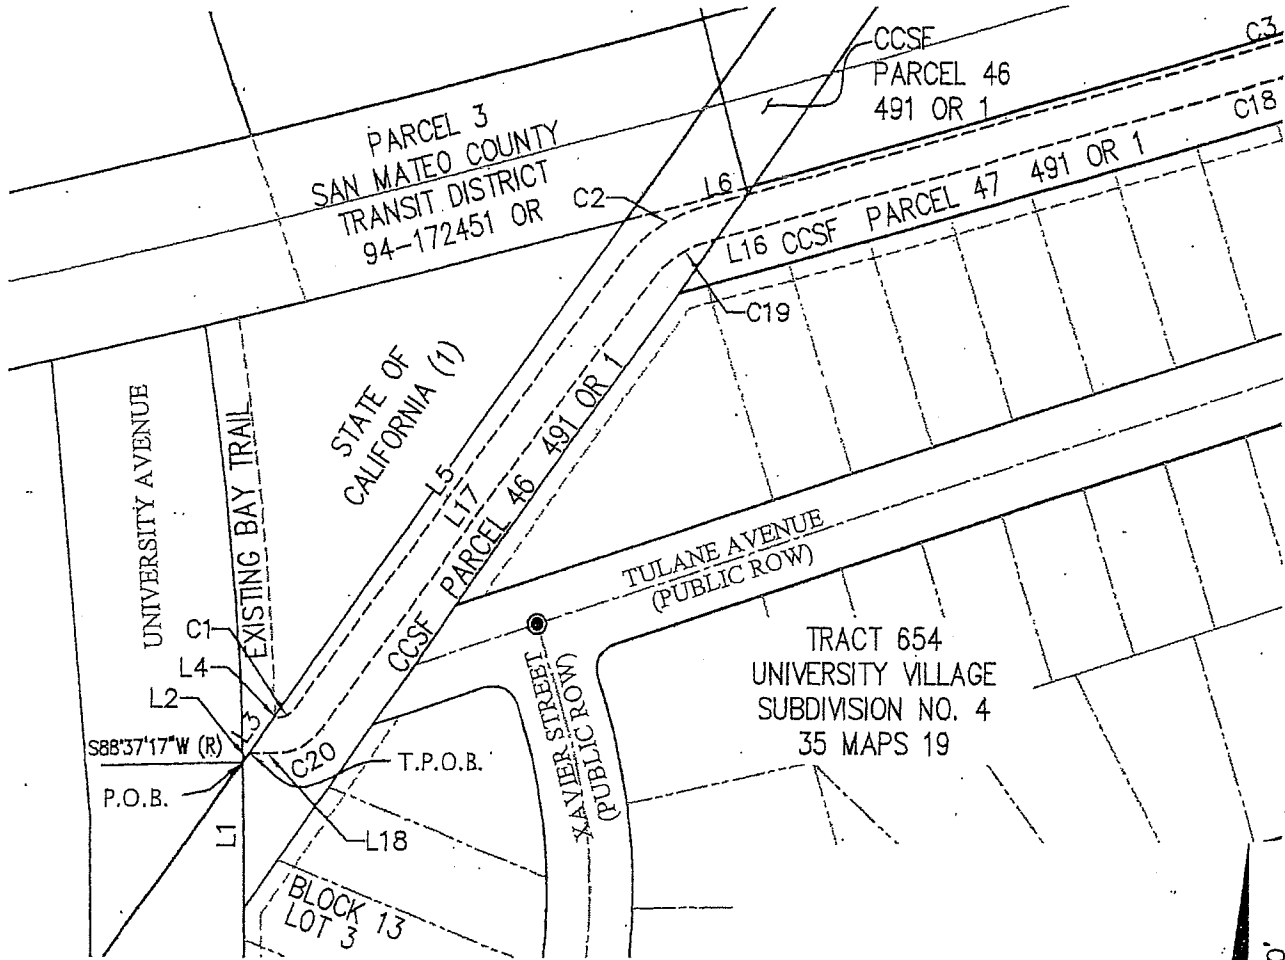 CCSF
PARCEL 46
491 OR 1
C3
C18
PARCEL 3
SAN MATEO COUNTY
TRANSIT DISTRICT
94-172451 OR
C2
L6
L16 CCSF PARCEL 47 491 OR 1
C19
STATE OF
CALIFORNIA (1)
UNIVERSITY AVENUE
EXISTING BAY TRAIL
L5
L17
CCSF PARCEL 46 491 OR 1
TULANE AVENUE
(PUBLIC ROW)
C1
L4
L2
L3
S88°37'17"W (R)
C20
T.P.O.B.
P.O.B.
L1
L18
XAVIER STREET
(PUBLIC ROW)
TRACT 654
UNIVERSITY VILLAGE
SUBDIVISION NO. 4
35 MAPS 19
BLOCK 13
LOT 3